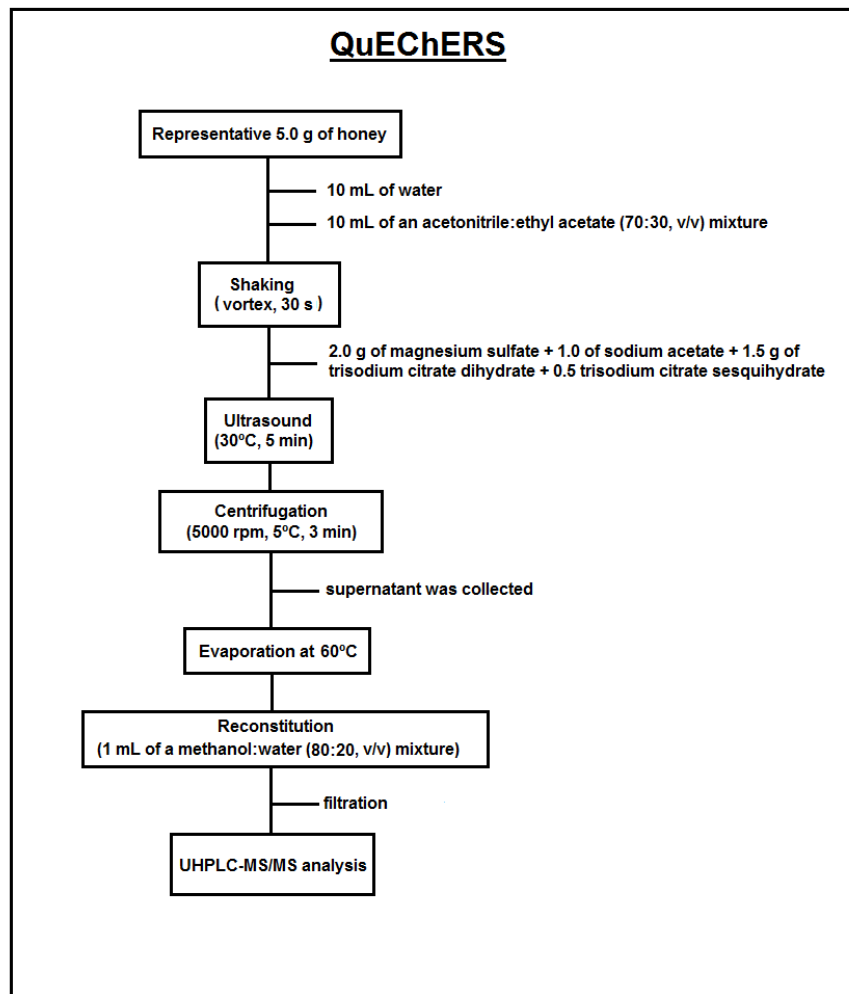 QuEChERS
Representative 5.0 g of honey
10 mL of water
10 mL of an acetonitrile:ethyl acetate (70:30, v/v) mixture
Shaking
( vortex, 30 s )
2.0 g of magnesium sulfate + 1.0 of sodium acetate + 1.5 g of
trisodium citrate dihydrate + 0.5 trisodium citrate sesquihydrate
Ultrasound
(30ºC, 5 min)
Centrifugation
(5000 rpm, 5ºC, 3 min)
supernatant was collected
Evaporation at 60ºC
Reconstitution
(1 mL of a methanol:water (80:20, v/v) mixture)
filtration
UHPLC-MS/MS analysis